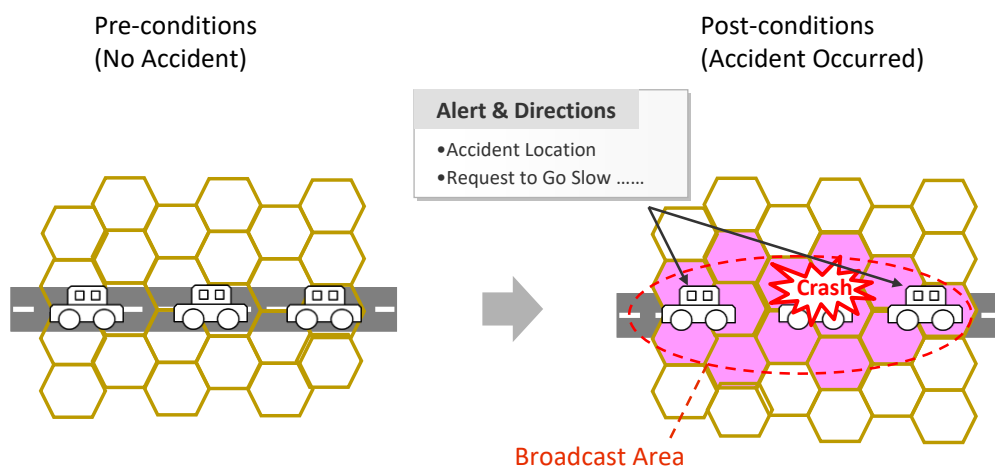 Pre-conditions
(No Accident)
Post-conditions
(Accident Occurred)
Alert & Directions
•Accident Location
•Request to Go Slow ……
Crash
Broadcast Area